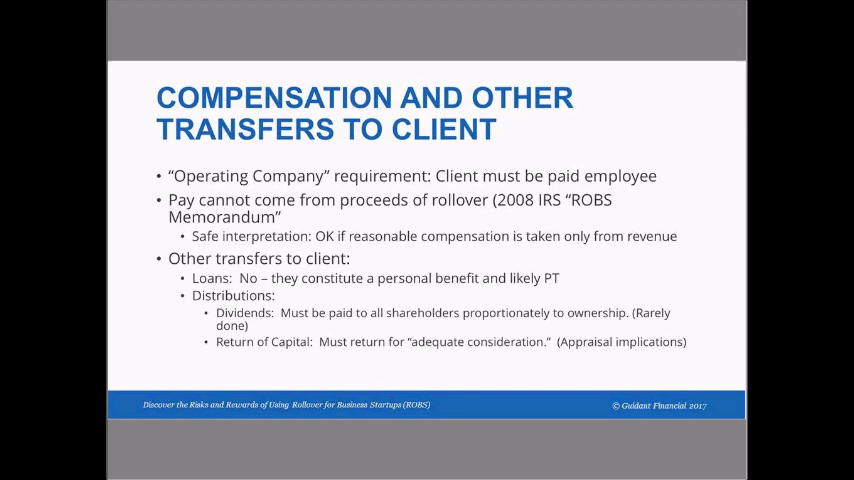 COMPENSATION AND OTHER
TRANSFERS TO CLIENT
• “Operating Company” requirement: Client must be paid employee
• Pay cannot come from proceeds of rollover (2008 IRS “ROBS
Memorandum”
• Safe interpretation: OK if reasonable compensation is taken only from revenue
• Other transfers to client:
• Loans: No – they constitute a personal benefit and likely PT
• Distributions:
• Dividends: Must be paid to all shareholders proportionately to ownership. (Rarely
done)
• Return of Capital: Must return for “adequate consideration.” (Appraisal implications)
Discover the Risks and Rewards of Using Rollover for Business Startups (ROBS)
© Guidant Financial 2017